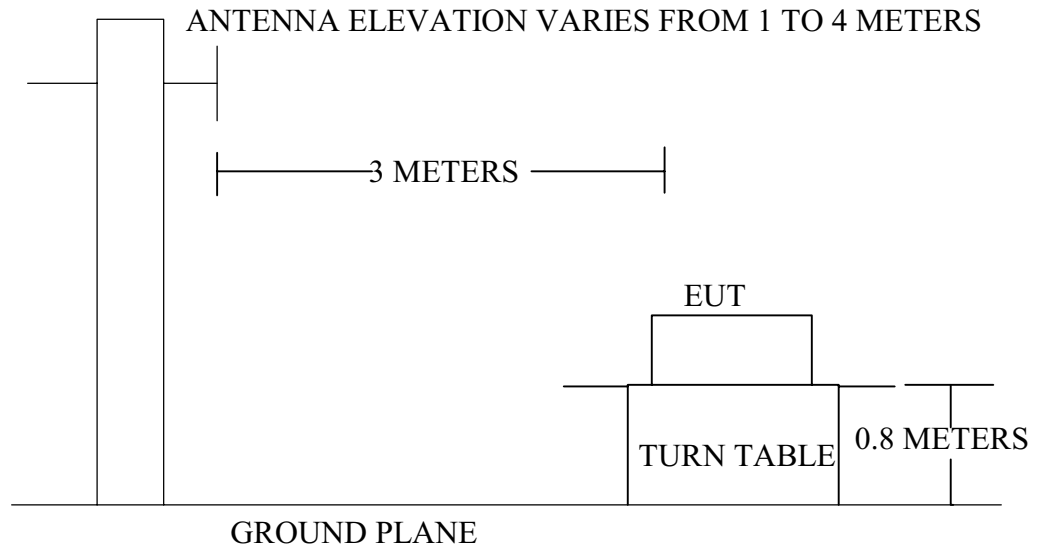 ANTENNA ELEVATION VARIES FROM 1 TO 4 METERS
3 METERS
EUT
0.8 METERS
TURN TABLE
GROUND PLANE